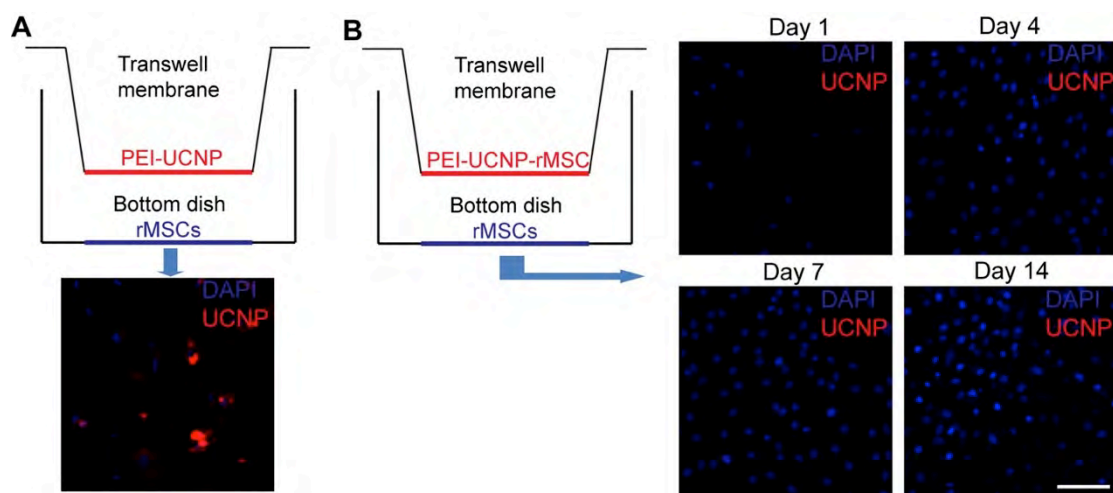 A
Transwell
membrane
PEI-UCNP
Bottom dish
rMSCs
DAPI
UCNP
B
Transwell
membrane
PEI-UCNP-rMSC
Bottom dish
rMSCs
Day 1
DAPI
UCNP
Day 4
DAPI
UCNP
Day 7
DAPI
UCNP
Day 14
DAPI
UCNP